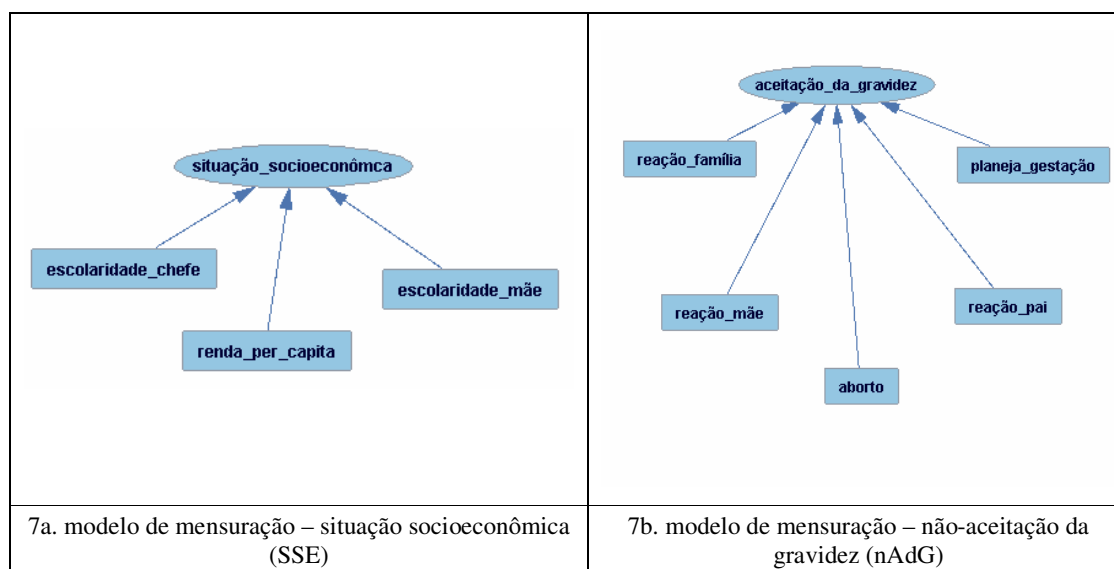 situação_socioeconômca
escolaridade_chefe
escolaridade_mãe
renda_per_capita
7a. modelo de mensuração – situação socioeconômica
(SSE)
aceitação_da_gravidez
reação_família
planeja_gestação
reação_mãe
reação_pai
aborto
7b. modelo de mensuração – não-aceitação da
gravidez (nAdG)